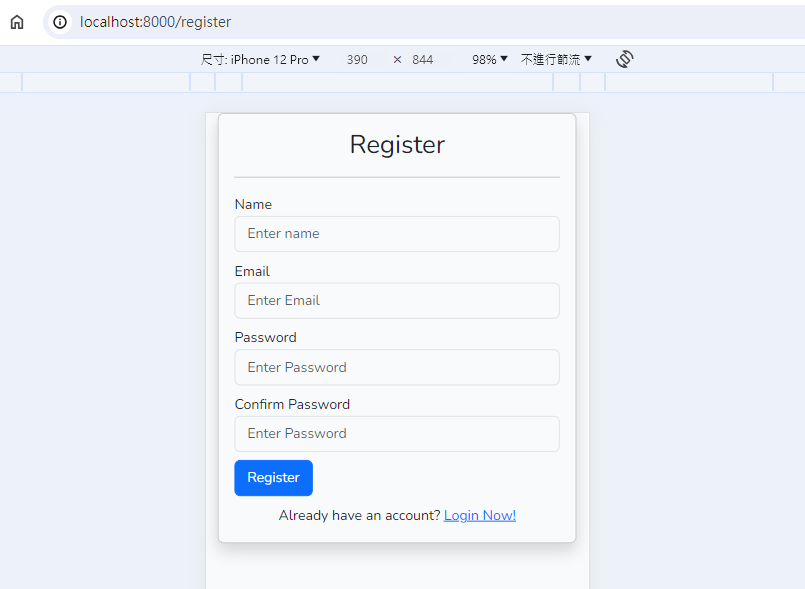 localhost:8000/register
尺寸: iPhone 12 Pro 390 × 844 98% 不進行節流
Register
Name
Enter name
Email
Enter Email
Password
Enter Password
Confirm Password
Enter Password
Register
Already have an account? Login Now!